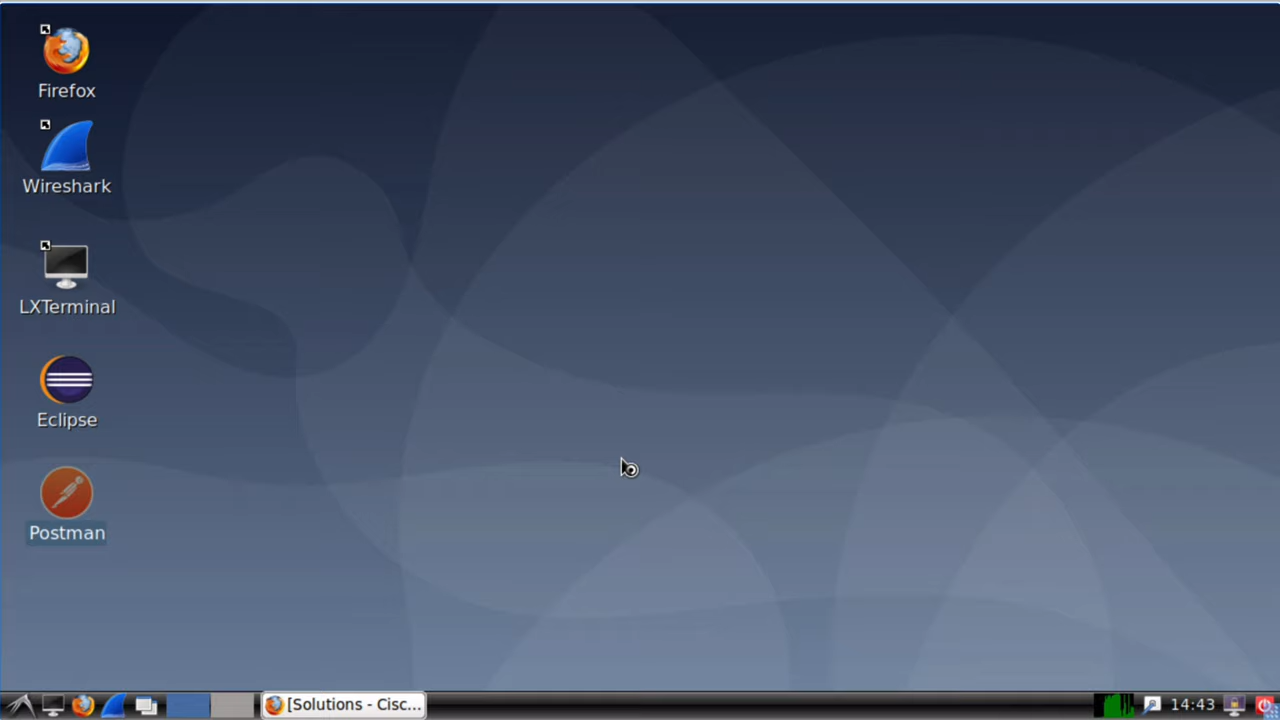 Firefox
Wireshark
LXTerminal
Eclipse
Postman
[Solutions - Cisc...
14:43